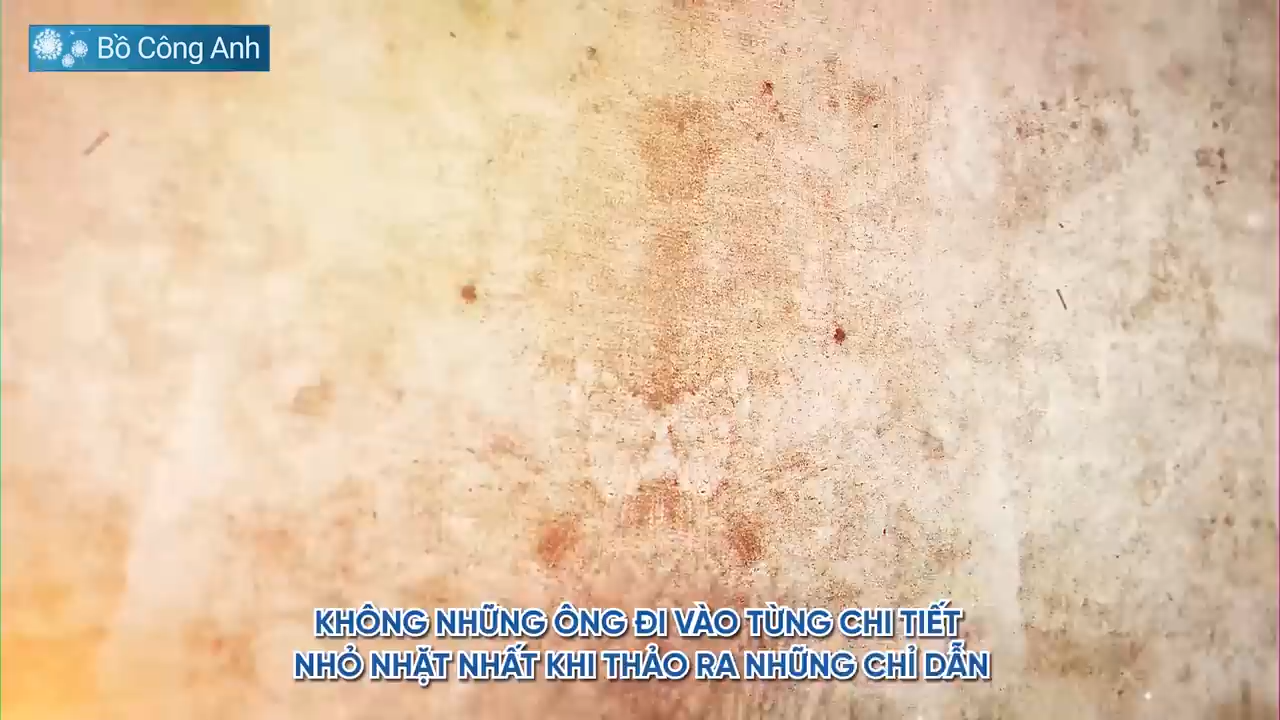 Bồ Công Anh
KHÔNG NHỮNG ÔNG ĐI VÀO TỪNG CHI TIẾT
NHỎ NHẶT NHẤT KHI THẢO RA NHỮNG CHỈ DẪN